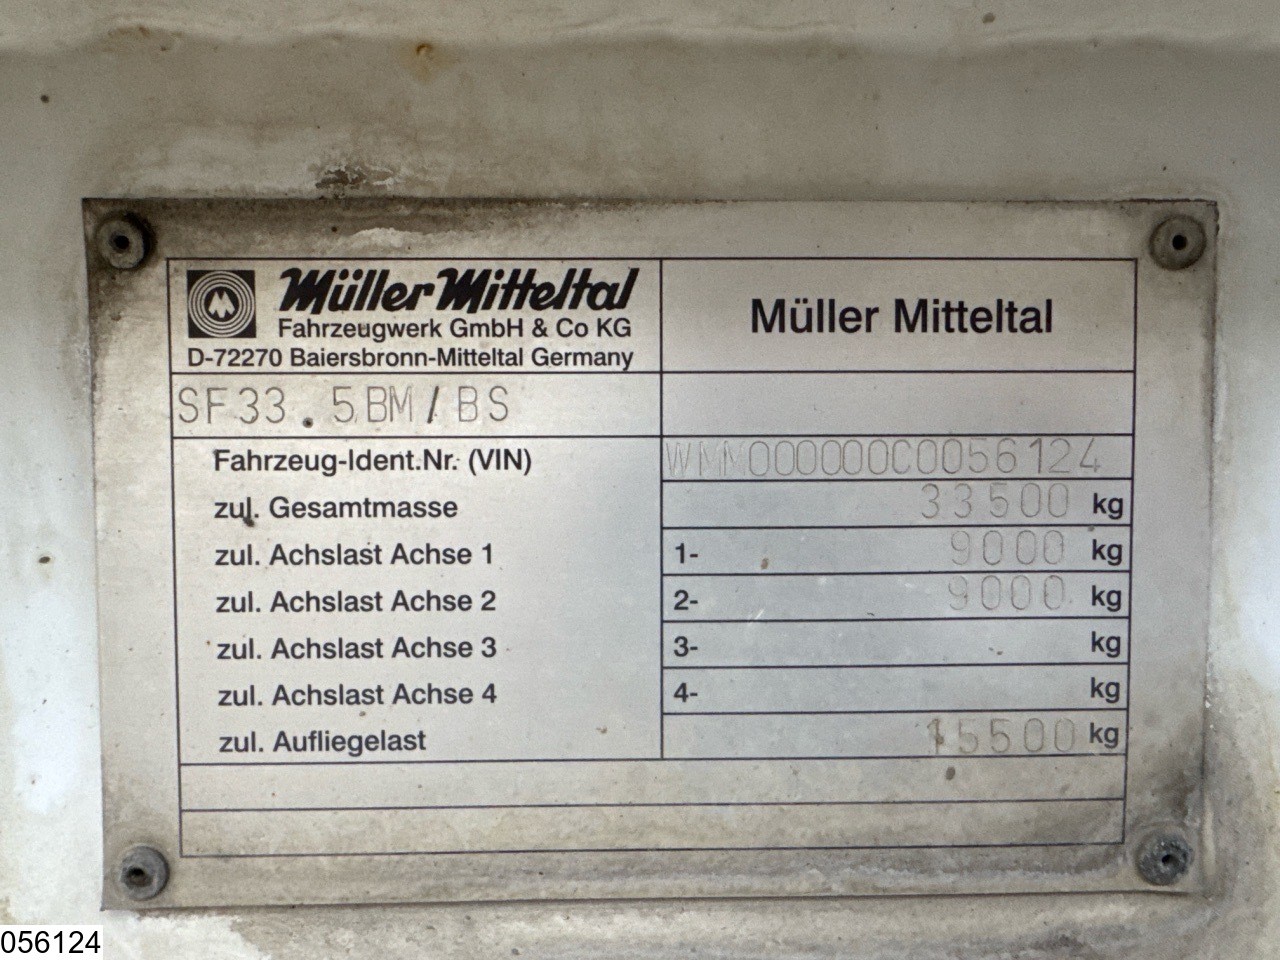 Müller Mitteltal
Fahrzeugwerk GmbH & Co KG
D-72270 Baiersbronn-Mitteltal Germany
Müller Mitteltal
SF33.5BM/BS
Fahrzeug-Ident.Nr. (VIN) WMM000000C0056124
zul. Gesamtmasse 33500 kg
zul. Achslast Achse 1 1- 9000 kg
zul. Achslast Achse 2 2- 9000 kg
zul. Achslast Achse 3 3- kg
zul. Achslast Achse 4 4- kg
zul. Aufliegelast 15500 kg
056124